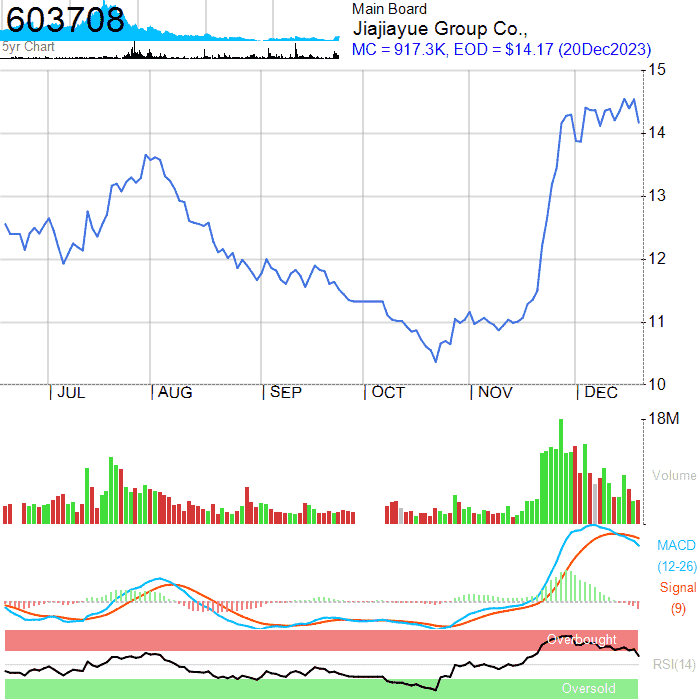 603708
5yr Chart
Main Board
Jiajiayue Group Co.,
MC = 917.3K, EOD = $14.17 (20Dec2023)
15
14
13
12
11
10
JUL
AUG
SEP
OCT
NOV
DEC
18M
Volume
MACD
(12-26)
Signal
(9)
Overbought
RSI(14)
Oversold